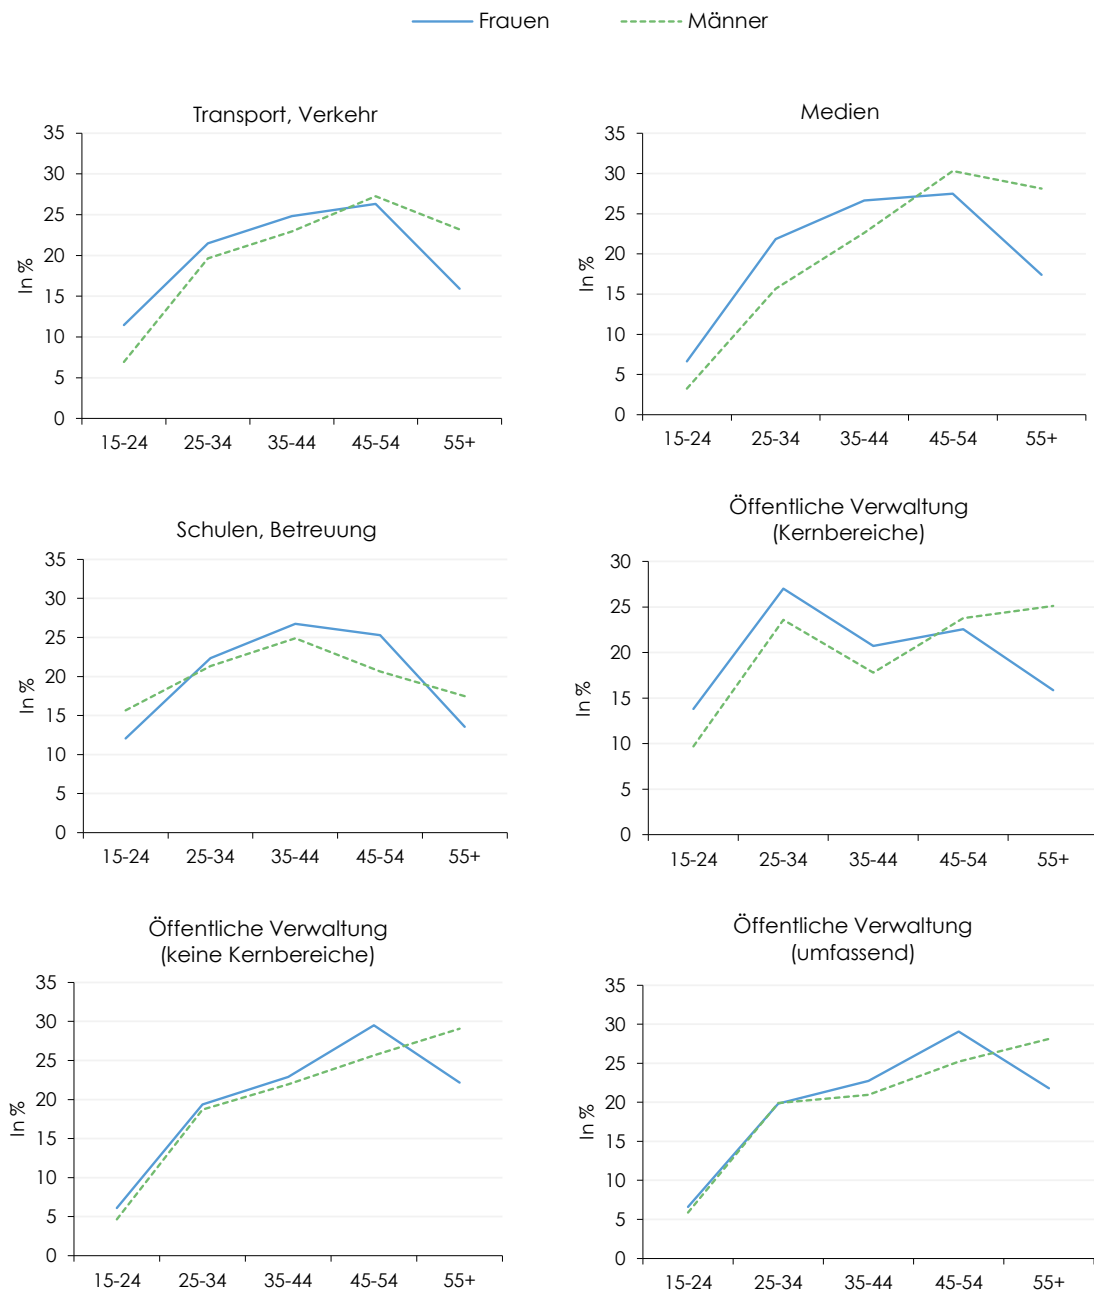 Frauen
Männer
Transport, Verkehr
35
30
25
20
15
10
5
0
In %
15-24 25-34 35-44 45-54 55+
Medien
35
30
25
20
15
10
5
0
In %
15-24 25-34 35-44 45-54 55+
Schulen, Betreuung
35
30
25
20
15
10
5
0
In %
15-24 25-34 35-44 45-54 55+
Öffentliche Verwaltung
(Kernbereiche)
30
25
20
15
10
5
0
In %
15-24 25-34 35-44 45-54 55+
Öffentliche Verwaltung
(keine Kernbereiche)
35
30
25
20
15
10
5
0
In %
15-24 25-34 35-44 45-54 55+
Öffentliche Verwaltung
(umfassend)
35
30
25
20
15
10
5
0
In %
15-24 25-34 35-44 45-54 55+